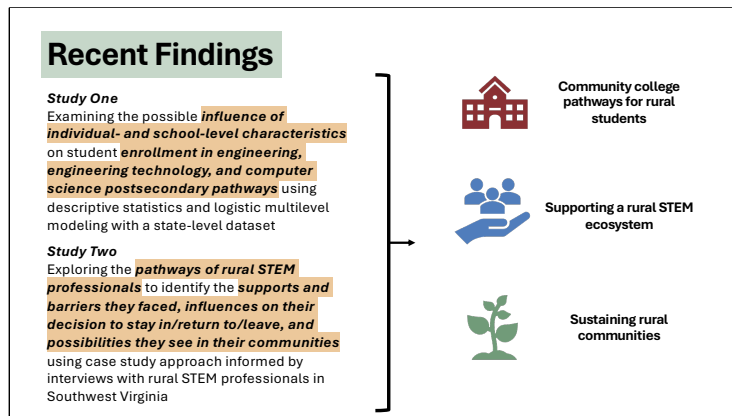 Recent Findings
Study One
Examining the possible influence of
individual- and school-level characteristics
on student enrollment in engineering,
engineering technology, and computer
science postsecondary pathways using
descriptive statistics and logistic multilevel
modeling with a state-level dataset
Study Two
Exploring the pathways of rural STEM
professionals to identify the supports and
barriers they faced, influences on their
decision to stay in/return to/leave, and
possibilities they see in their communities
using case study approach informed by
interviews with rural STEM professionals in
Southwest Virginia
Community college
pathways for rural
students
Supporting a rural STEM
ecosystem
Sustaining rural
communities